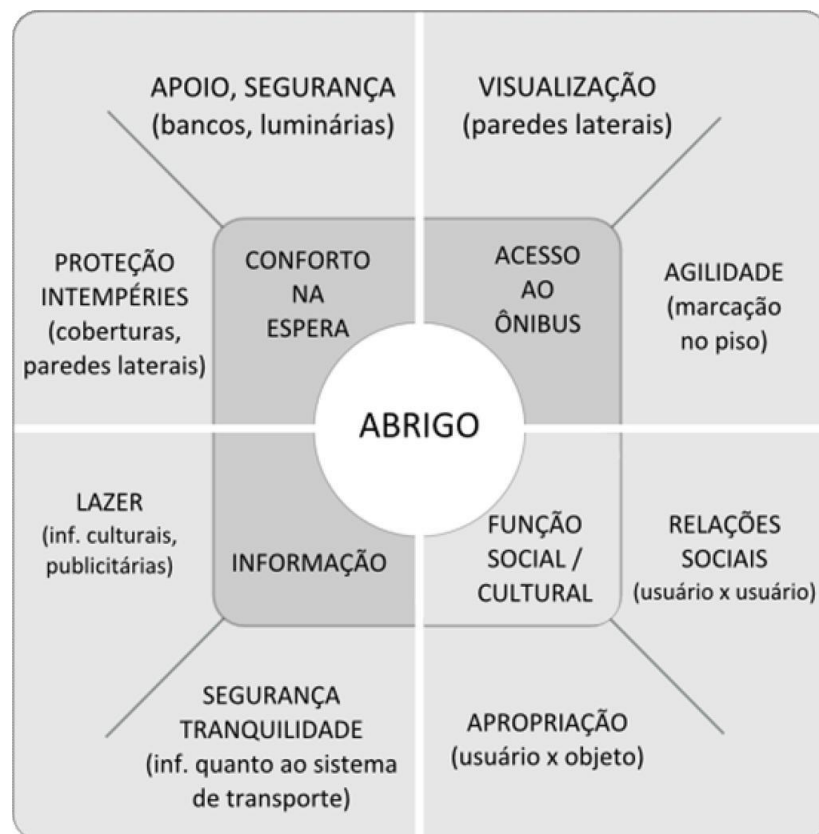 APOIO, SEGURANÇA
(bancos, luminárias)
VISUALIZAÇÃO
(paredes laterais)
PROTEÇÃO
INTEMPÉRIES
(coberturas,
paredes laterais)
CONFORTO
NA
ESPERA
ACESSO
AO
ÔNIBUS
AGILIDADE
(marcação
no piso)
ABRIGO
LAZER
(inf. culturais,
publicitárias)
INFORMAÇÃO
FUNÇÃO
SOCIAL /
CULTURAL
RELAÇÕES
SOCIAIS
(usuário x usuário)
SEGURANÇA
TRANQUILIDADE
(inf. quanto ao sistema
de transporte)
APROPRIAÇÃO
(usuário x objeto)